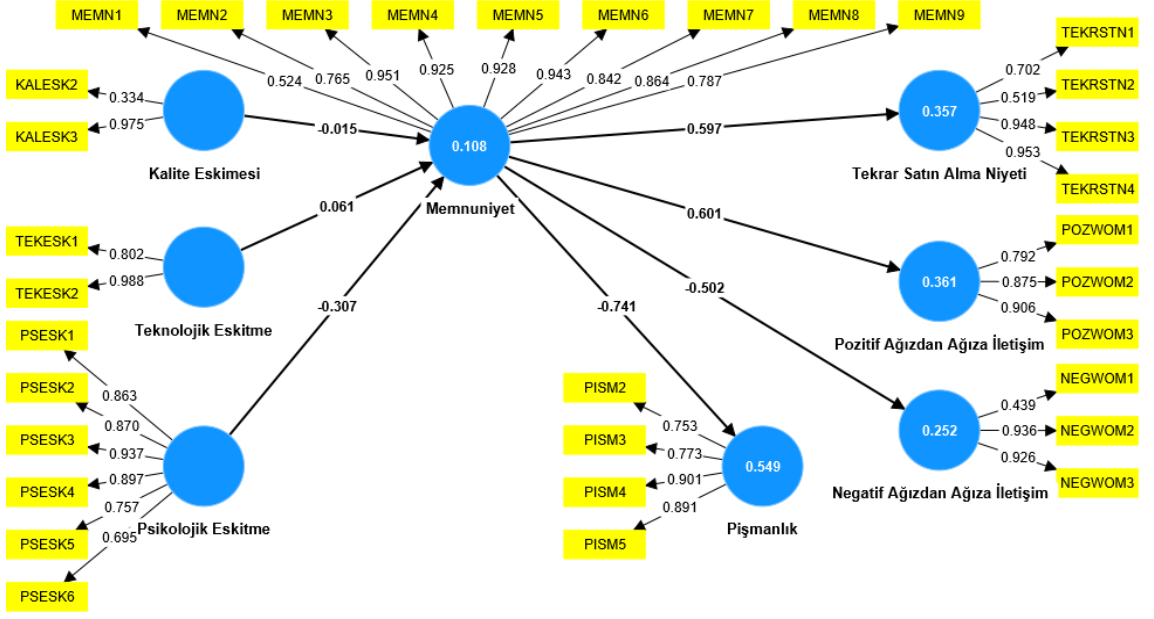 MEMN1
MEMN2
MEMN3
MEMN4
MEMN5
MEMN6
MEMN7
MEMN8
MEMN9
0.524
0.765
0.951
0.925
0.928
0.943
0.842
0.864
0.787
KALESK2
KALESK3
0.334
0.975
Kalite Eskimesi
-0.015
0.108
Memnuniyet
0.597
0.357
Tekrar Satın Alma Niyeti
TEKRSTN1
TEKRSTN2
TEKRSTN3
TEKRSTN4
0.702
0.519
0.948
0.953
TEKESK1
TEKESK2
0.802
0.988
Teknolojik Eskitme
0.061
0.601
0.361
Pozitif Ağızdan Ağıza İletişim
POZWOM1
POZWOM2
POZWOM3
0.792
0.875
0.906
PSESK1
PSESK2
PSESK3
PSESK4
PSESK5
PSESK6
0.863
0.870
0.937
0.897
0.757
0.695
Psikolojik Eskitme
-0.307
-0.741
-0.502
PISM2
PISM3
PISM4
PISM5
0.753
0.773
0.901
0.891
0.549
Pişmanlık
0.252
Negatif Ağızdan Ağıza İletişim
NEGWOM1
NEGWOM2
NEGWOM3
0.439
0.936
0.926